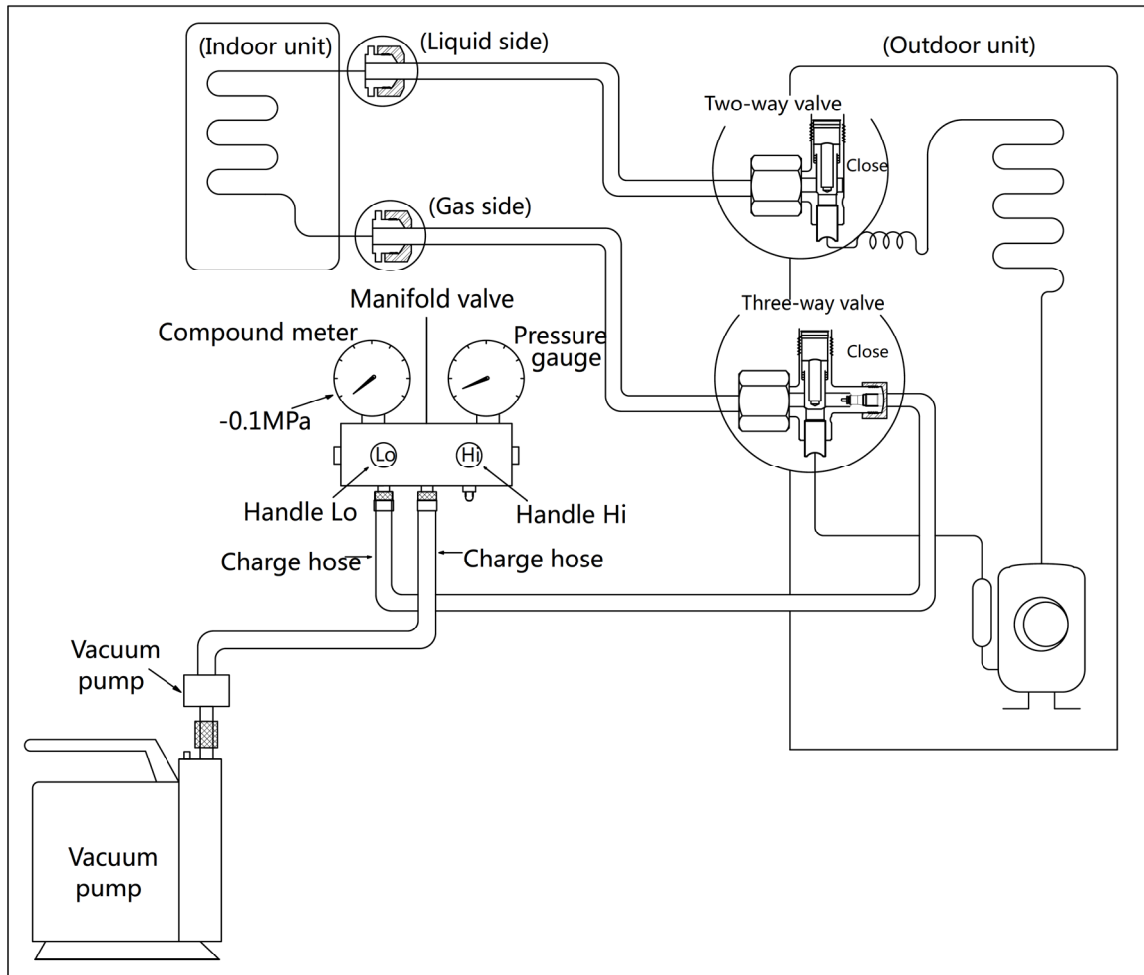 (Indoor unit)
(Liquid side)
(Outdoor unit)
Two-way valve
Close
(Gas side)
Manifold valve
Three-way valve
Compound meter
Pressure
gauge
Close
-0.1MPa
Lo
Hi
Handle Lo
Handle Hi
Charge hose
Charge hose
Vacuum
pump
Vacuum
pump